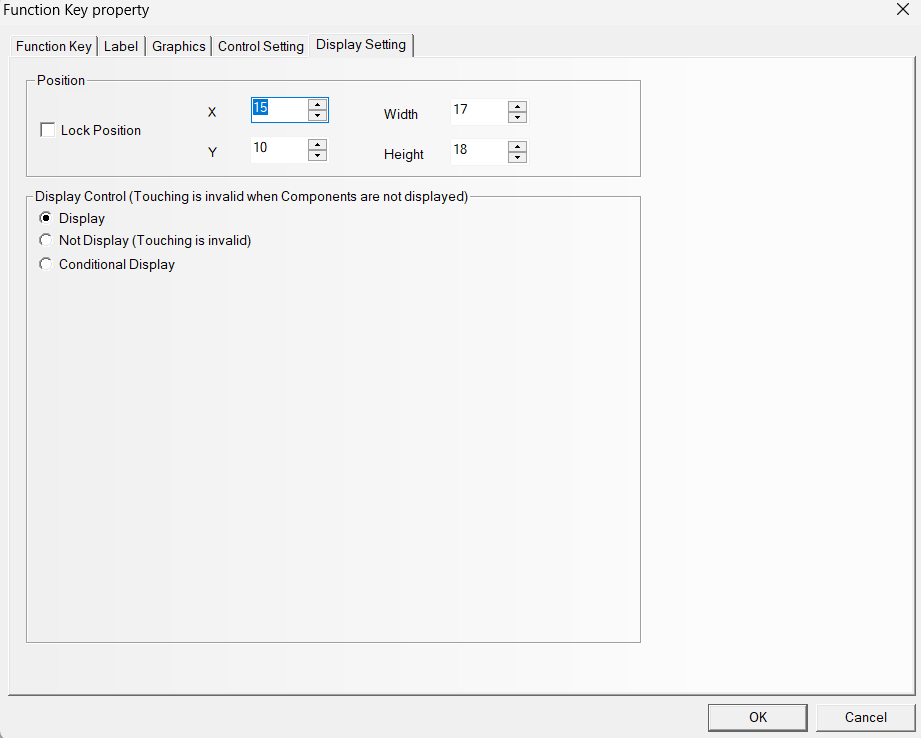 Function Key property
Function Key Label Graphics Control Setting Display Setting
Position
Lock Position
X 15 Width 17
Y 10 Height 18
Display Control (Touching is invalid when Components are not displayed)
Display
Not Display (Touching is invalid)
Conditional Display
OK Cancel